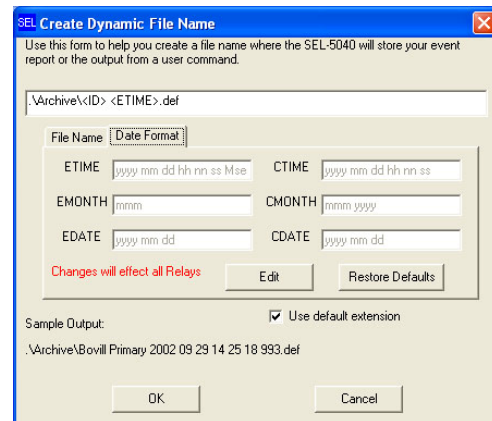 SEL Create Dynamic File Name
Use this form to help you create a file name where the SEL-5040 will store your event
report or the output from a user command.
.\Archive\<ID> <ETIME>.def
File Name Date Format
ETIME yyyy mm dd hh nn ss Mse CTIME yyyy mm dd hh nn ss
EMONTH mmm CMONTH mmm yyyy
EDATE yyyy mm dd CDATE yyyy mm dd
Changes will effect all Relays Edit Restore Defaults
Sample Output: Use default extension
.\Archive\Bovill Primary 2002 09 29 14 25 18 993.def
OK Cancel